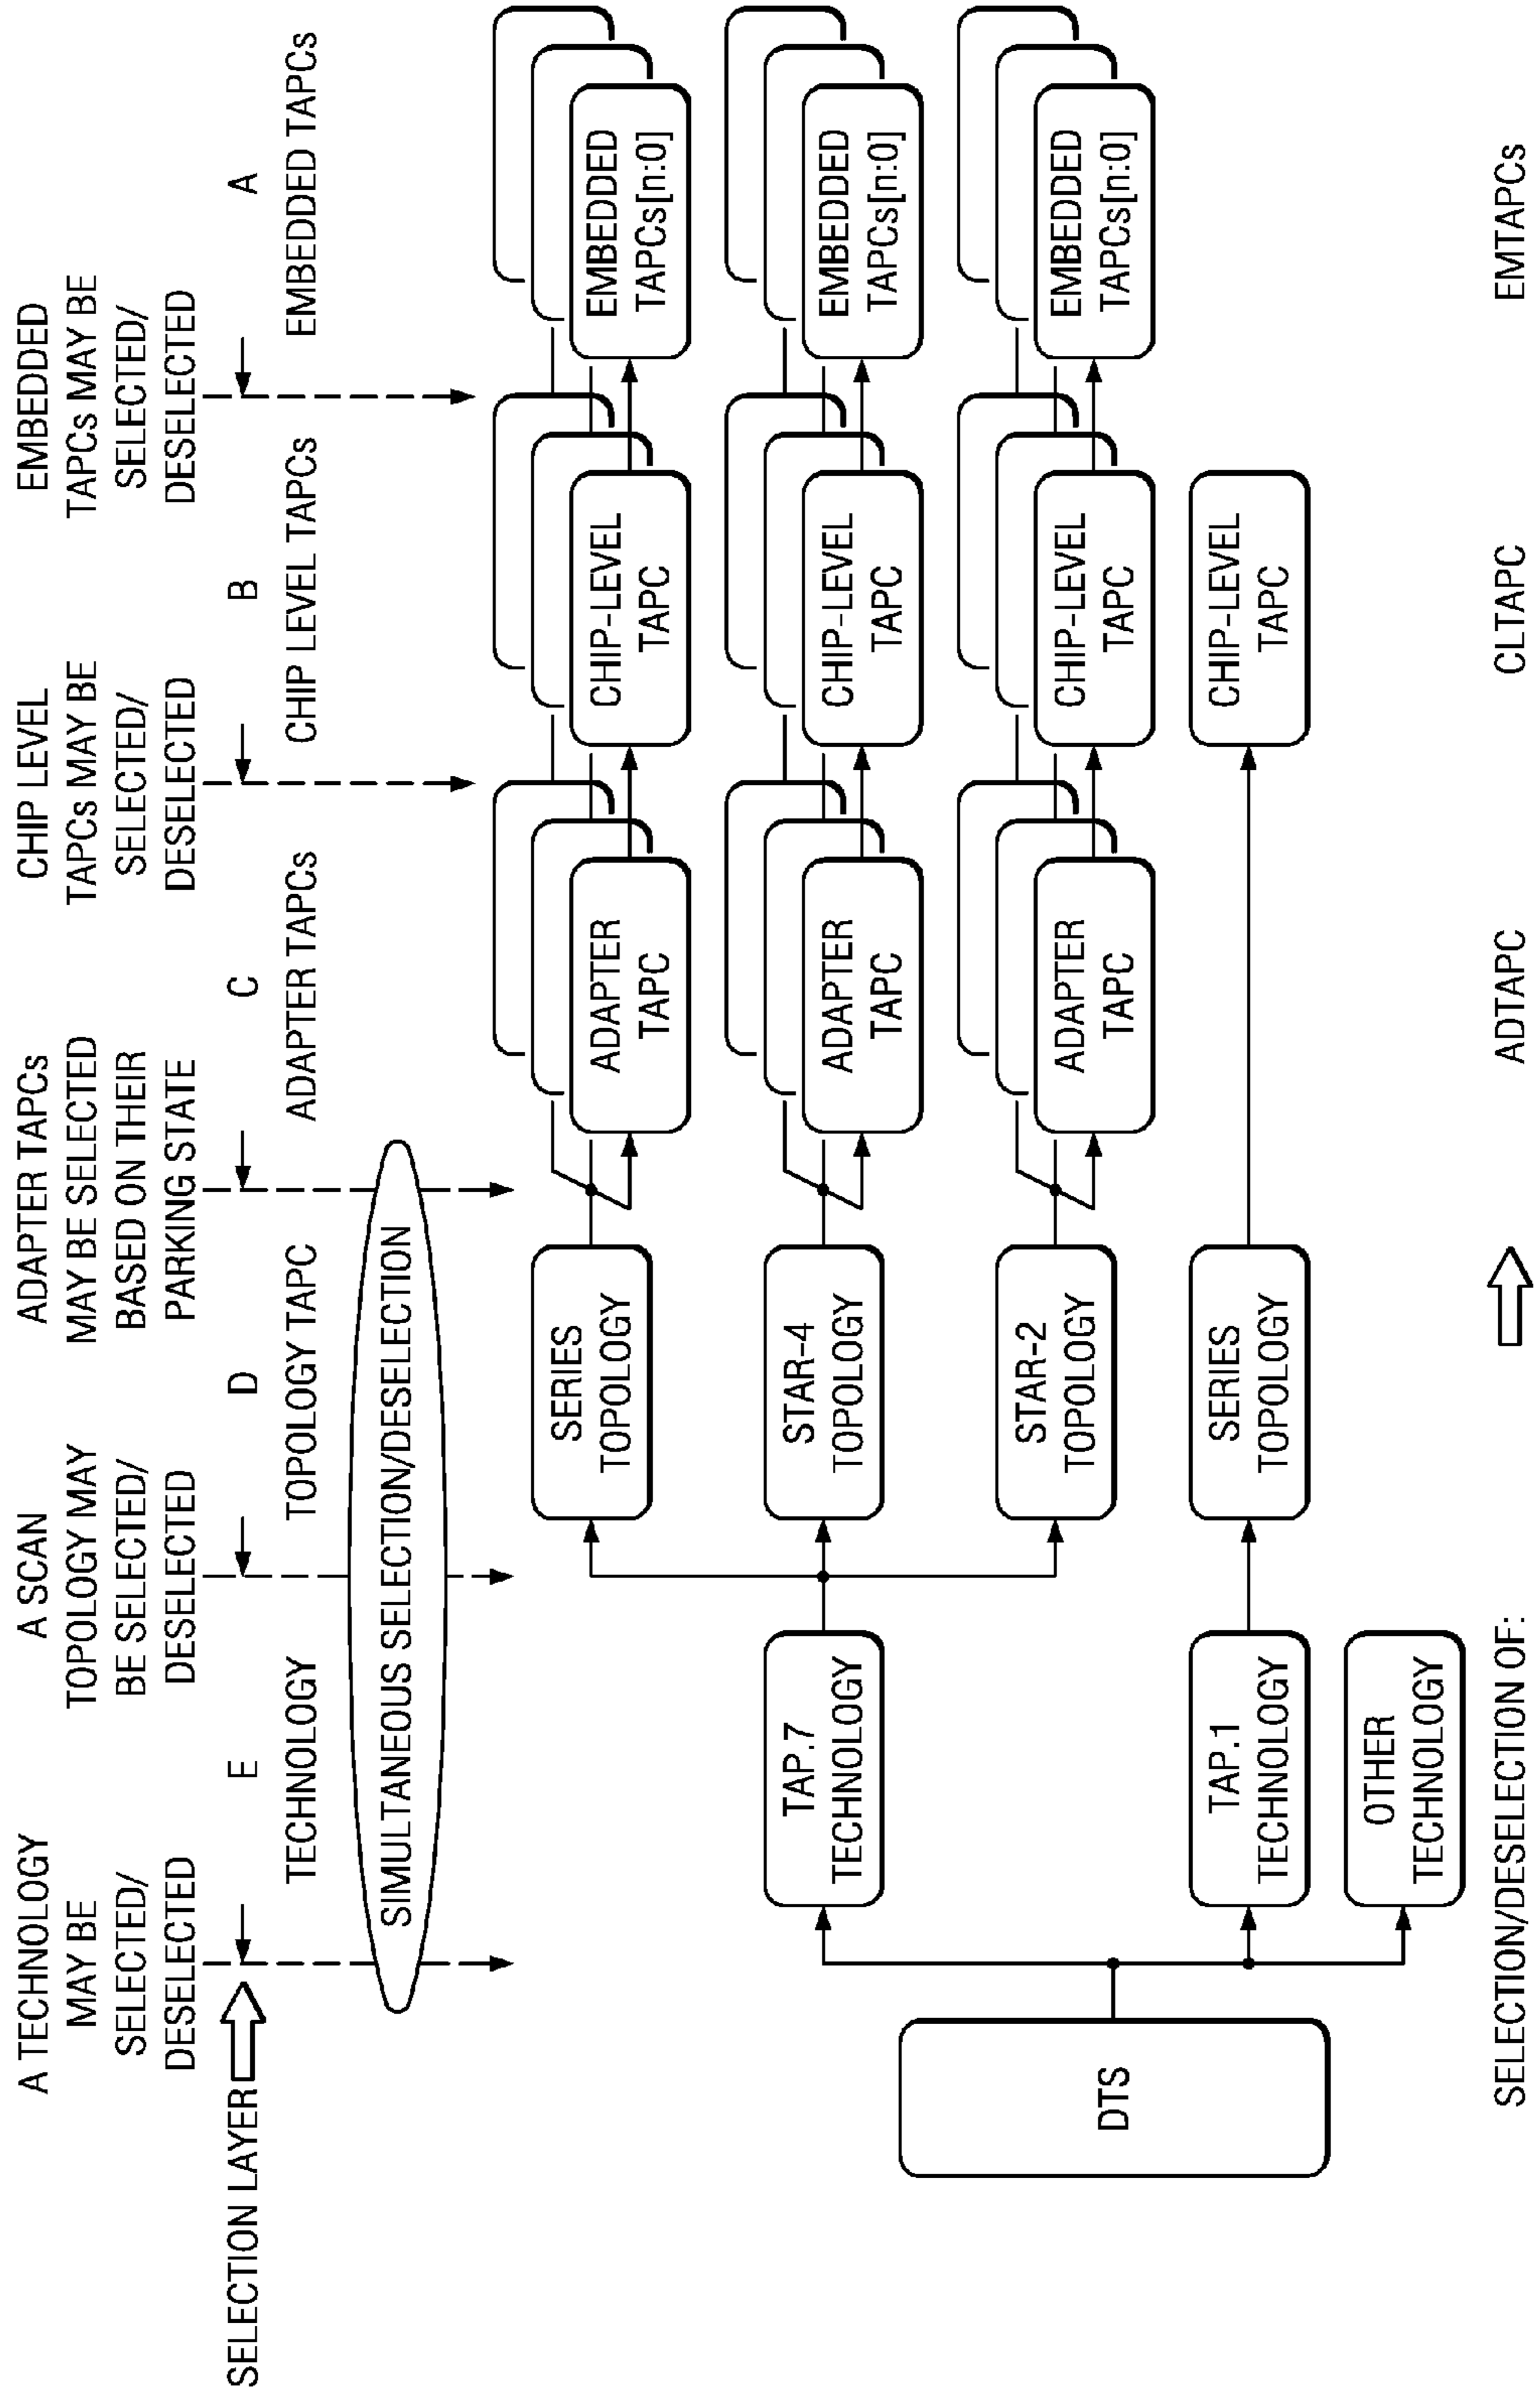 A TECHNOLOGY
MAY BE
SELECTED/
DESELECTED
A SCAN
TOPOLOGY MAY
BE SELECTED/
DESELECTED
ADAPTER TAPCs
MAY BE SELECTED
BASED ON THEIR
PARKING STATE
CHIP LEVEL
TAPCs MAY BE
SELECTED/
DESELECTED
EMBEDDED
TAPCs MAY BE
SELECTED/
DESELECTED
SELECTION LAYER
E
D
C
B
A
TECHNOLOGY
TOPOLOGY TAPC
ADAPTER TAPCs
CHIP LEVEL TAPCs
EMBEDDED TAPCs
SIMULTANEOUS SELECTION/DESELECTION
SERIES
TOPOLOGY
ADAPTER
TAPC
CHIP-LEVEL
TAPC
EMBEDDED
TAPCs[n:0]
TAP.7
TECHNOLOGY
STAR-4
TOPOLOGY
ADAPTER
TAPC
CHIP-LEVEL
TAPC
EMBEDDED
TAPCs[n:0]
STAR-2
TOPOLOGY
ADAPTER
TAPC
CHIP-LEVEL
TAPC
EMBEDDED
TAPCs[n:0]
DTS
TAP.1
TECHNOLOGY
SERIES
TOPOLOGY
CHIP-LEVEL
TAPC
OTHER
TECHNOLOGY
SELECTION/DESELECTION OF:
ADTAPC
CLTAPC
EMTAPCs